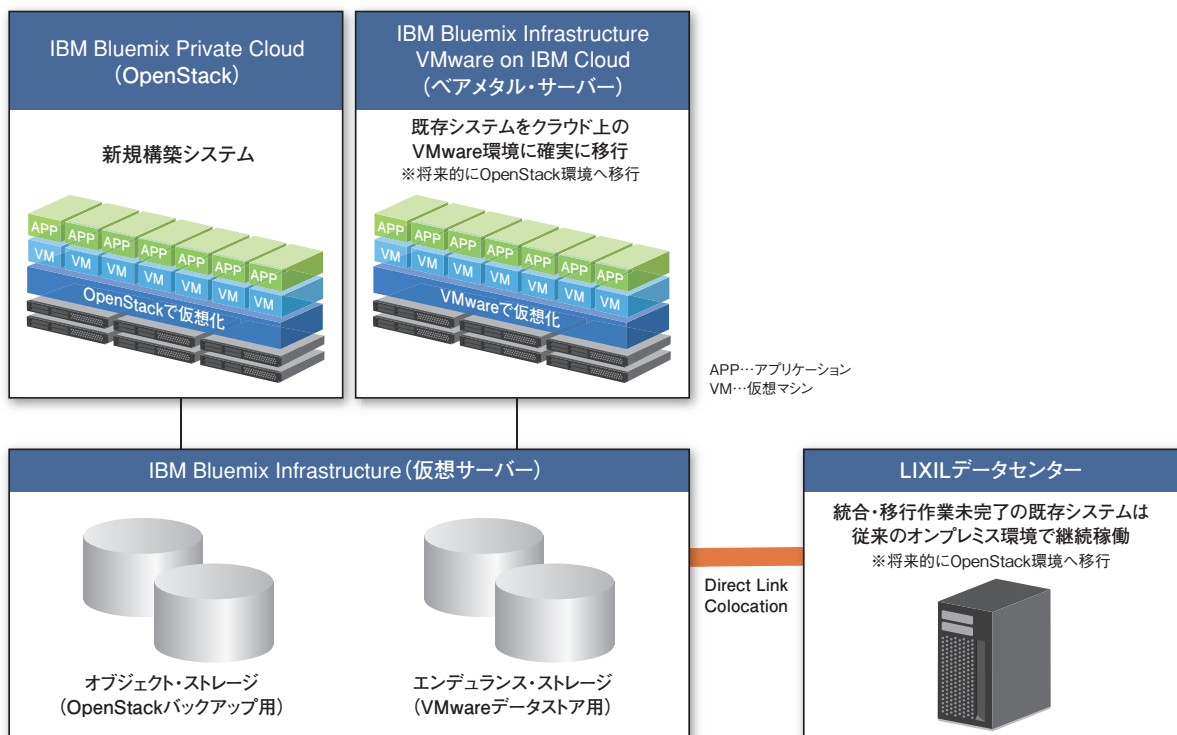 IBM Bluemix Private Cloud
（OpenStack）
新規構築システム
APP
APP
APP
APP
APP
APP
APP
VM
VM
VM
VM
VM
VM
VM
OpenStackで仮想化
IBM Bluemix Infrastructure
VMware on IBM Cloud
（ベアメタル・サーバー）
既存システムをクラウド上の
VMware環境に確実に移行
※将来的にOpenStack環境へ移行
APP
APP
APP
APP
APP
APP
APP
VM
VM
VM
VM
VM
VM
VM
VMwareで仮想化
APP…アプリケーション
VM…仮想マシン
IBM Bluemix Infrastructure（仮想サーバー）
オブジェクト・ストレージ
（OpenStackバックアップ用）
エンデュランス・ストレージ
（VMwareデータストア用）
Direct Link
Colocation
LIXILデータセンター
統合・移行作業未完了の既存システムは
従来のオンプレミス環境で継続稼働
※将来的にOpenStack環境へ移行